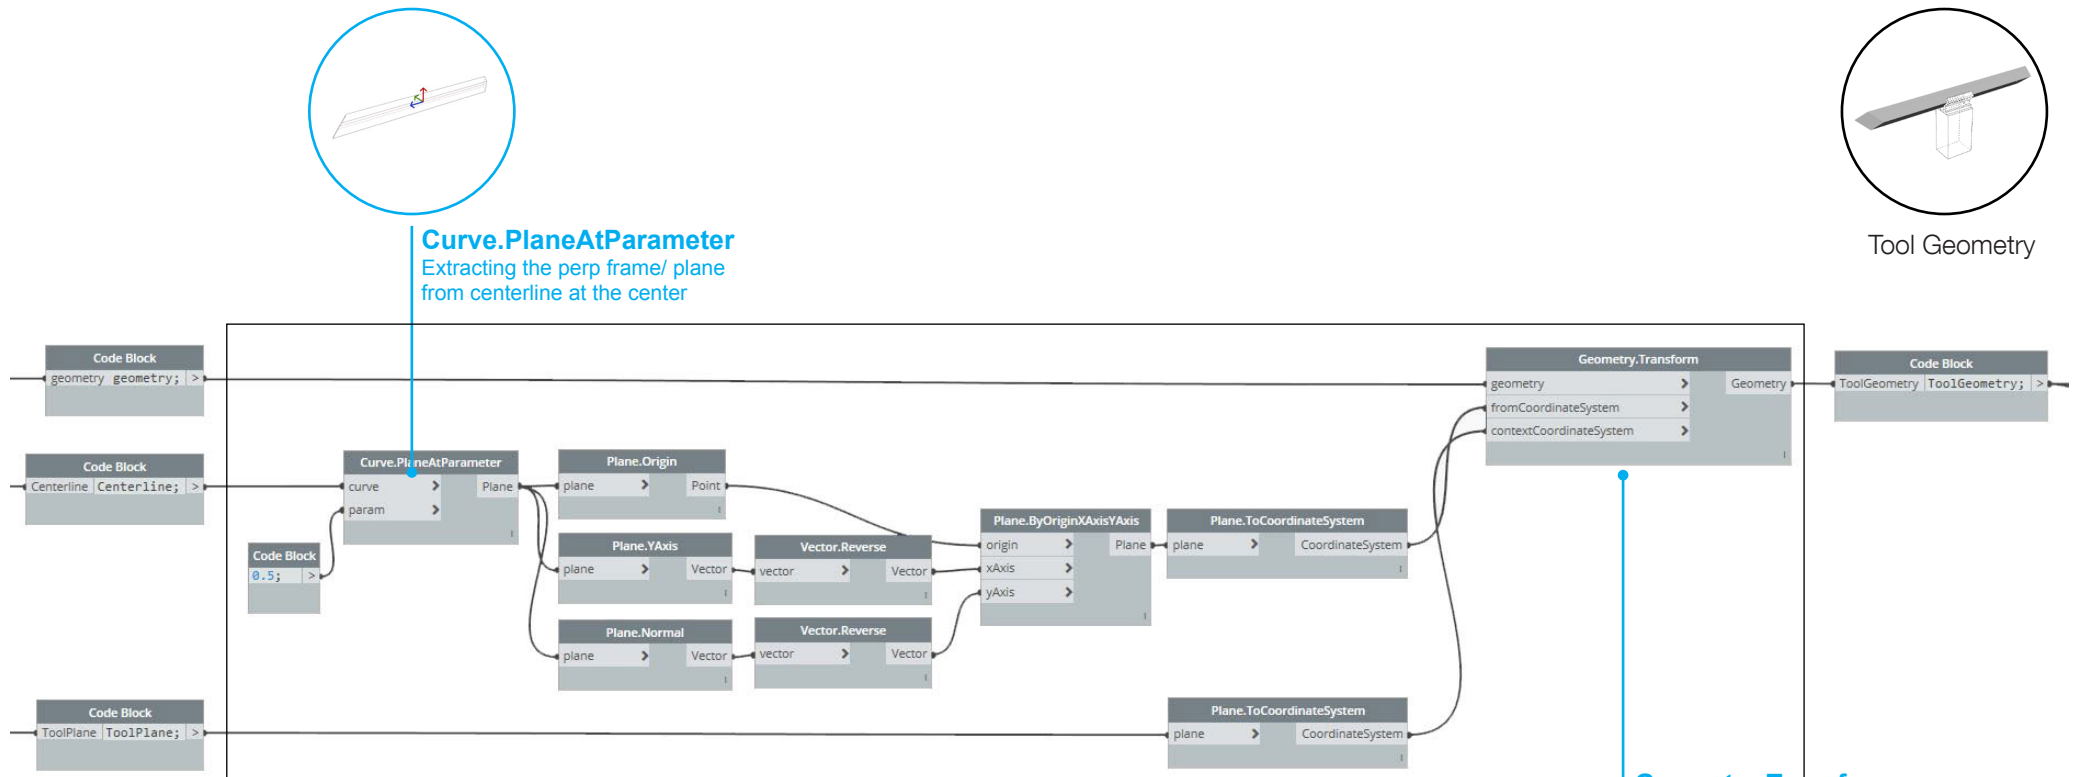 Curve.PlaneAtParameter
Extracting the perp frame/ plane
from centerline at the center
Tool Geometry
Code Block
geometry geometry; >
Code Block
Centerline Centerline; >
Code Block
0.5; >
Code Block
ToolPlane ToolPlane; >
Curve.PlaneAtParameter
curve > Plane
param >
Plane.Origin
plane > Point
Plane.YAxis
plane > Vector
Plane.Normal
plane > Vector
Vector.Reverse
vector > Vector
Vector.Reverse
vector > Vector
Plane.ByOriginXAxisYAxis
origin > Plane
xAxis >
yAxis >
Plane.ToCoordinateSystem
plane > CoordinateSystem
Plane.ToCoordinateSystem
plane > CoordinateSystem
Geometry.Transform
geometry > Geometry
fromCoordinateSystem >
contextCoordinateSystem >
Code Block
ToolGeometry ToolGeometry; >